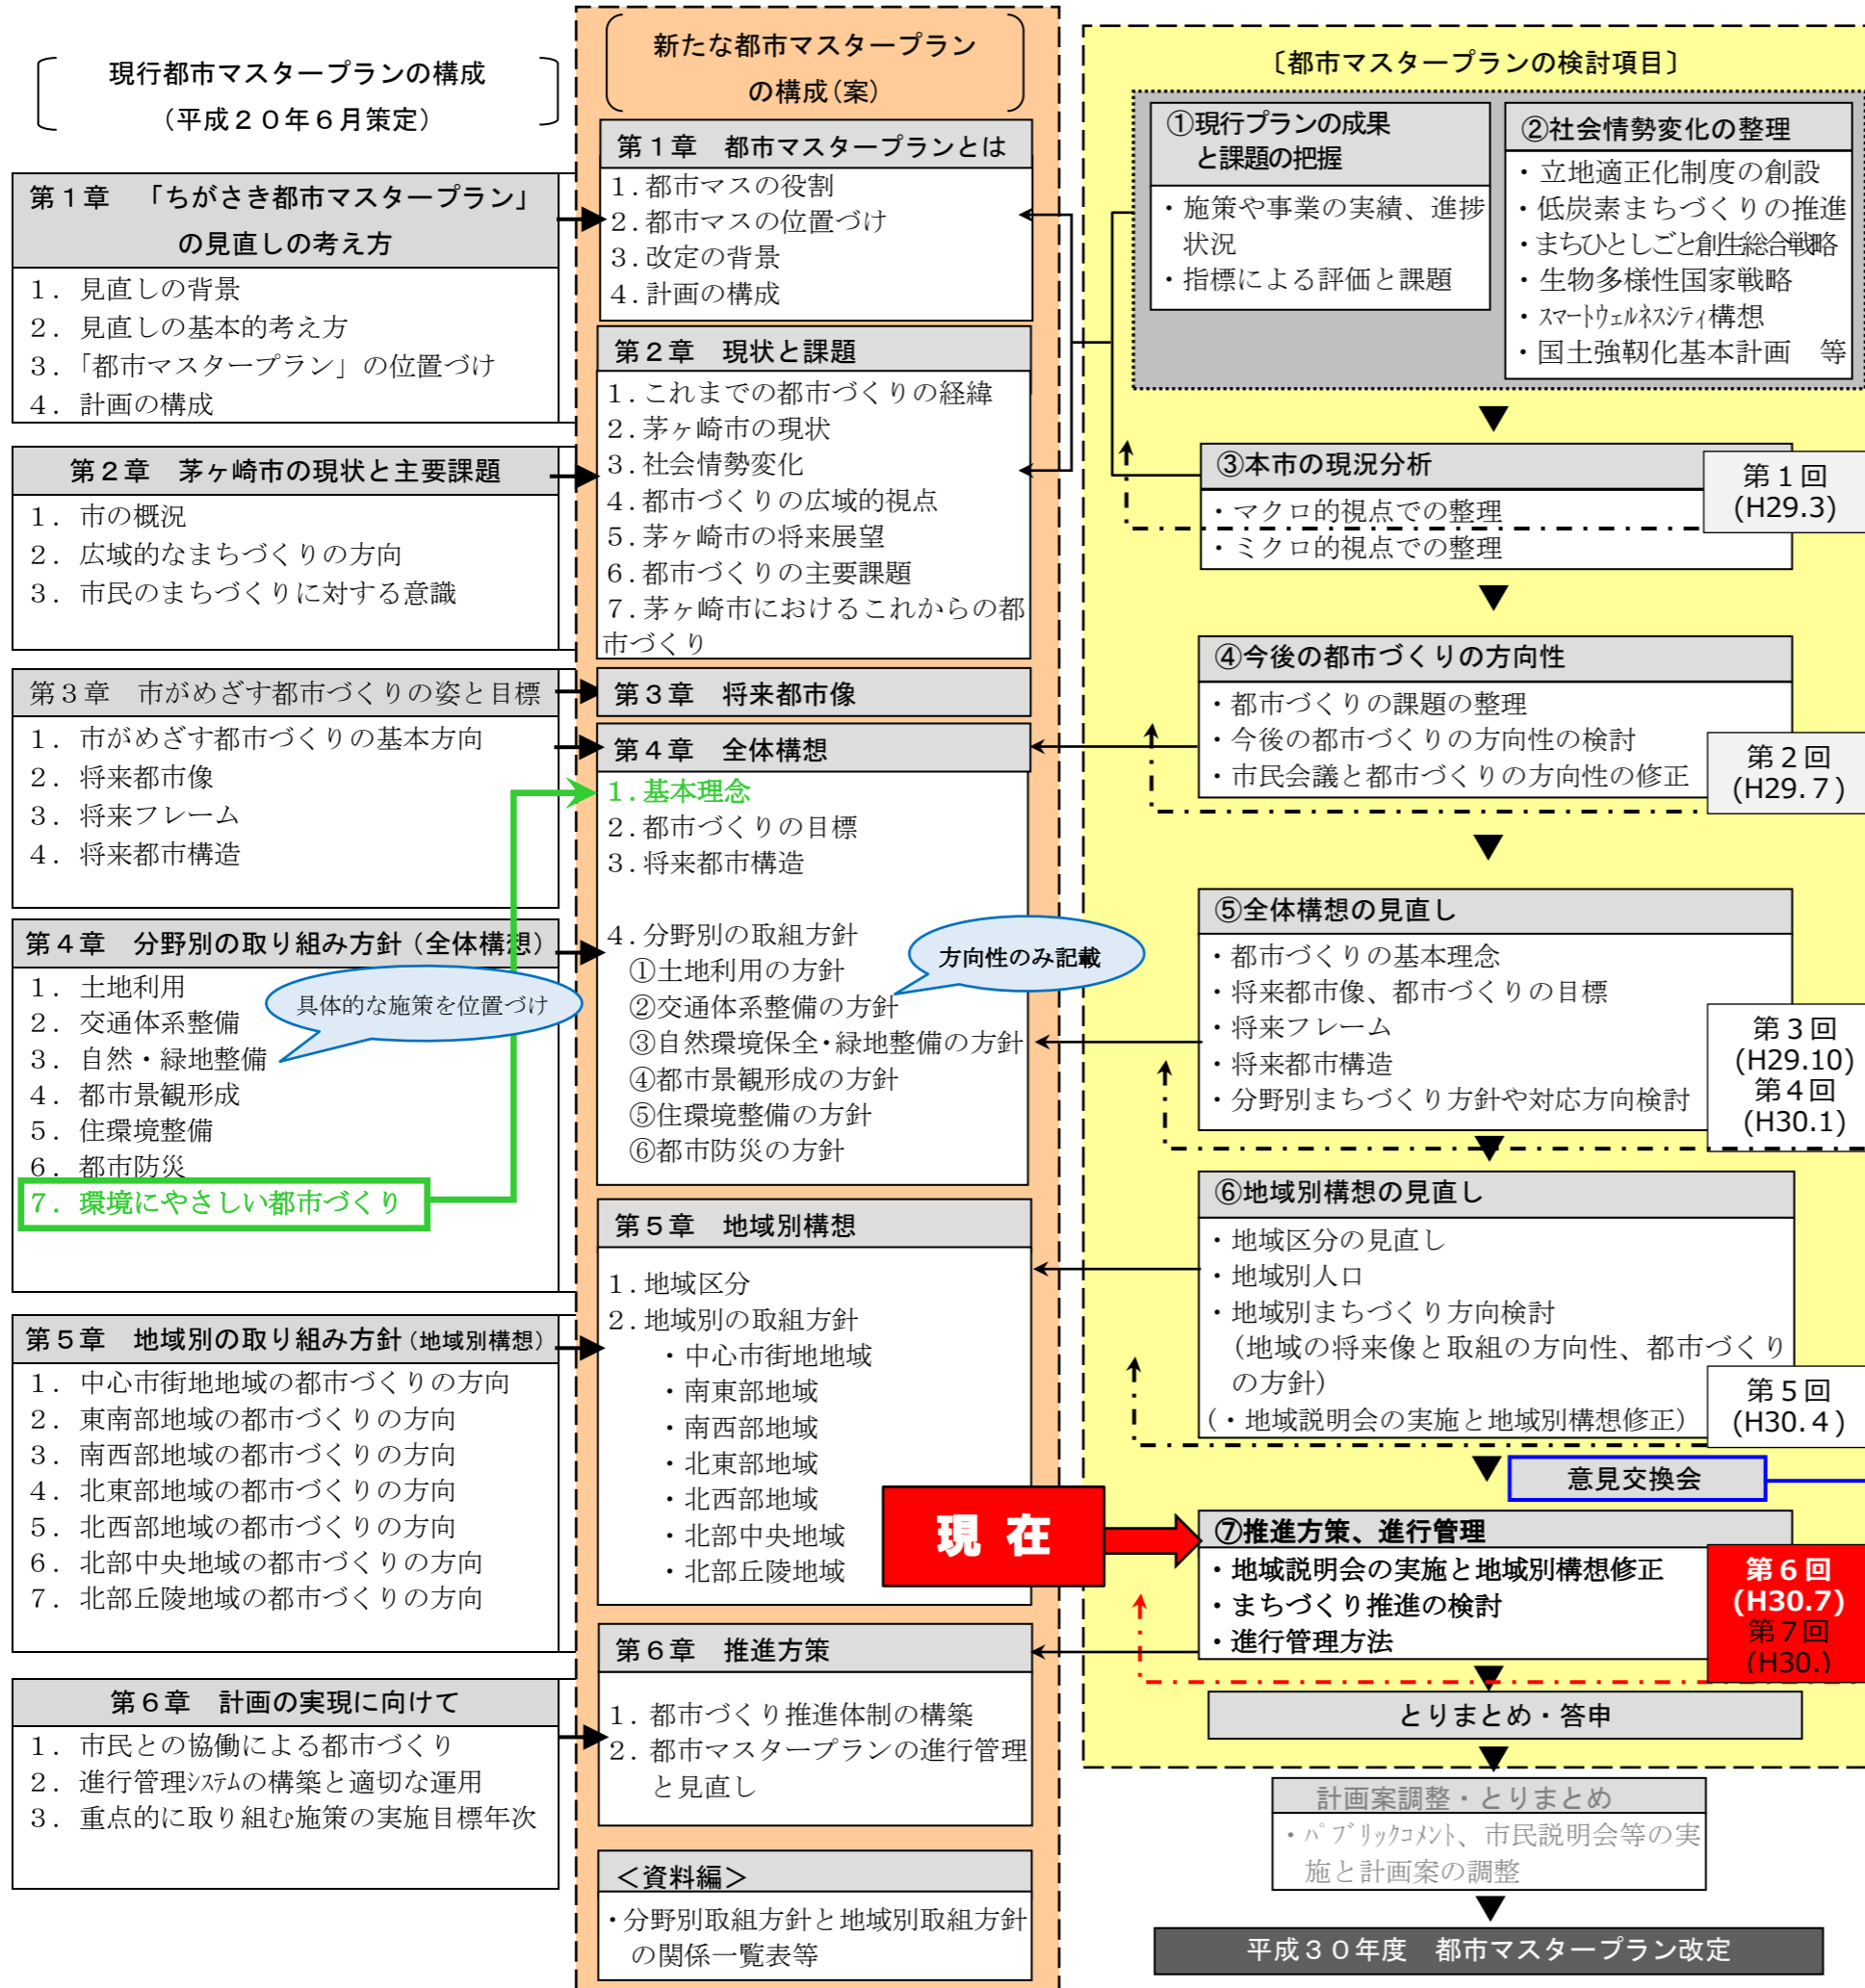 現行都市マスタープランの構成
(平成２０年６月策定)
第１章　「ちがさき都市マスタープラン」
の見直しの考え方
１．見直しの背景
２．見直しの基本的考え方
３．「都市マスタープラン」の位置づけ
４．計画の構成
第２章　茅ヶ崎市の現状と主要課題
１．市の概況
２．広域的なまちづくりの方向
３．市民のまちづくりに対する意識
第３章　市がめざす都市づくりの姿と目標
１．市がめざす都市づくりの基本方向
２．将来都市像
３．将来フレーム
４．将来都市構造
第４章　分野別の取り組み方針（全体構想）
１．土地利用
２．交通体系整備
３．自然・緑地整備
４．都市景観形成
５．住環境整備
６．都市防災
７．環境にやさしい都市づくり
具体的な施策を位置づけ
第５章　地域別の取り組み方針（地域別構想）
１．中心市街地地域の都市づくりの方向
２．東南部地域の都市づくりの方向
３．南西部地域の都市づくりの方向
４．北東部地域の都市づくりの方向
５．北西部地域の都市づくりの方向
６．北部中央地域の都市づくりの方向
７．北部丘陵地域の都市づくりの方向
第６章　計画の実現に向けて
１．市民との協働による都市づくり
２．進行管理ｼｽﾃﾑの構築と適切な運用
３．重点的に取り組む施策の実施目標年次
新たな都市マスタープラン
の構成（案）
第１章　都市マスタープランとは
１．都市マスの役割
２．都市マスの位置づけ
３．改定の背景
４．計画の構成
第２章　現状と課題
１．これまでの都市づくりの経緯
２．茅ヶ崎市の現状
３．社会情勢変化
４．都市づくりの広域的視点
５．茅ヶ崎市の将来展望
６．都市づくりの主要課題
７．茅ヶ崎市におけるこれからの都
市づくり
第３章　将来都市像
第４章　全体構想
１．基本理念
２．都市づくりの目標
３．将来都市構造
４．分野別の取組方針
①土地利用の方針
②交通体系整備の方針
③自然環境保全・緑地整備の方針
④都市景観形成の方針
⑤住環境整備の方針
⑥都市防災の方針
方向性のみ記載
第５章　地域別構想
１．地域区分
２．地域別の取組方針
・中心市街地地域
・南東部地域
・南西部地域
・北東部地域
・北西部地域
・北部中央地域
・北部丘陵地域
第６章　推進方策
１．都市づくり推進体制の構築
２．都市マスタープランの進行管理
と見直し
＜資料編＞
・分野別取組方針と地域別取組方針
の関係一覧表等
〔都市マスタープランの検討項目〕
①現行プランの成果
と課題の把握
・施策や事業の実績、進捗
状況
・指標による評価と課題
②社会情勢変化の整理
・立地適正化制度の創設
・低炭素まちづくりの推進
・まちひとしごと創生総合戦略
・生物多様性国家戦略
・ｽﾏｰﾄｳｪﾙﾈｽｼﾃｨ構想
・国土強靭化基本計画　等
③本市の現況分析
・マクロ的視点での整理
・ミクロ的視点での整理
第１回
(H29.3)
④今後の都市づくりの方向性
・都市づくりの課題の整理
・今後の都市づくりの方向性の検討
・市民会議と都市づくりの方向性の修正
第２回
(H29.7)
⑤全体構想の見直し
・都市づくりの基本理念
・将来都市像、都市づくりの目標
・将来フレーム
・将来都市構造
・分野別まちづくり方針や対応方向検討
第３回
(H29.10)
第４回
(H30.1)
⑥地域別構想の見直し
・地域区分の見直し
・地域別人口
・地域別まちづくり方向検討
（地域の将来像と取組の方向性、都市づくり
の方針）
（・地域説明会の実施と地域別構想修正）
第５回
(H30.4)
意見交換会
現 在
⑦推進方策、進行管理
・地域説明会の実施と地域別構想修正
・まちづくり推進の検討
・進行管理方法
第６回
(H30.7)
第７回
(H30.)
とりまとめ・答申
計画案調整・とりまとめ
・ﾊﾟﾌﾞﾘｯｸｺﾒﾝﾄ、市民説明会等の実
施と計画案の調整
平成３０年度　都市マスタープラン改定